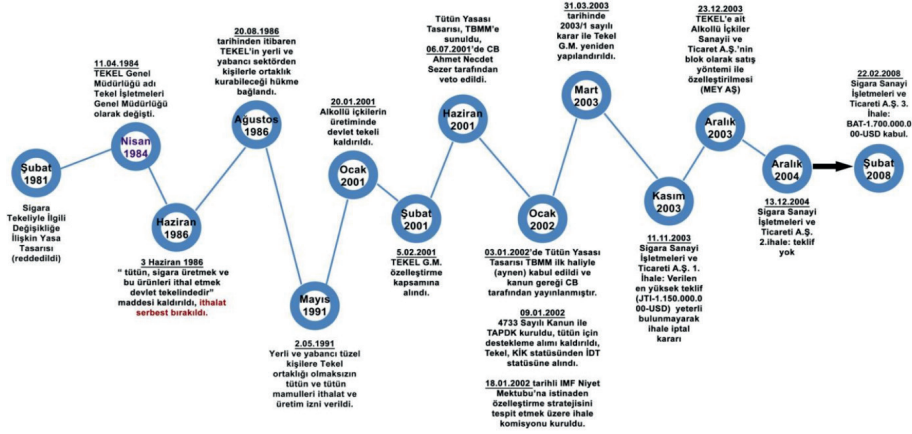 Şubat
1981
Sigara
Tekeliyle İlgili
Değişikliğe
İlişkin Yasa
Tasarısı
(reddedildi)
11.04.1984
TEKEL Genel
Müdürlüğü adı
Tekel İşletmeleri
Genel Müdürlüğü
olarak değişti.
Nisan
1984
Haziran
1986
3 Haziran 1986
“ tütün, sigara üretmek ve
bu ürünleri ithal etmek
devlet tekelindedir”
maddesi kaldırıldı, ithalat
serbest bırakıldı.
20.08.1986
tarihinden itibaren
TEKEL’in yerli ve
yabancı sektörden
kişilerle ortaklık
kurabileceği hükme
bağlandı.
Ağustos
1986
Mayıs
1991
2.05.1991
Yerli ve yabancı tüzel
kişilere Tekel
ortaklığı olmaksızın
tütün ve tütün
mamulleri ithalat ve
üretim izni verildi.
20.01.2001
Alkollü içkilerin
üretiminde
devlet tekeli
kaldırıldı.
Ocak
2001
Şubat
2001
5.02.2001
TEKEL G.M.
özelleştirme
kapsamına
alındı.
Tütün Yasası
Tasarısı, TBMM’e
sunuldu,
06.07.2001’de CB
Ahmet Necdet
Sezer tarafından
veto edildi.
Haziran
2001
Ocak
2002
03.01.2002’de Tütün Yasası
Tasarısı TBMM ilk haliyle
(aynen) kabul edildi ve
kanun gereği CB
tarafından yayınlanmıştır.
09.01.2002
4733 Sayılı Kanun ile
TAPDK kuruldu, tütün için
destekleme alımı kaldırıldı,
Tekel, KİK statüsünden İDT
statüsüne alındı.
18.01.2002 tarihli IMF Niyet
Mektubu’na istinaden
özelleştirme stratejisini
tespit etmek üzere ihale
komisyonu kuruldu.
31.03.2003
tarihinde
2003/1 sayılı
karar ile Tekel
G.M. yeniden
yapılandırıldı.
Mart
2003
Kasım
2003
11.11.2003
Sigara Sanayi
İşletmeleri ve
Ticareti A.Ş. 1.
İhale: Verilen
en yüksek teklif
(JTI-1.150.000.0
00-USD) yeterli
bulunmayarak
ihale iptal
kararı
23.12.2003
TEKEL’e ait
Alkollü İçkiler
Sanayii ve
Ticaret A.Ş.’nin
blok olarak satış
yöntemi ile
özelleştirilmesi
(MEY AŞ)
Aralık
2003
Aralık
2004
13.12.2004
Sigara Sanayi
İşletmeleri ve
Ticareti A.Ş.
2.ihale: teklif
yok
22.02.2008
Sigara Sanayi
İşletmeleri ve
Ticareti A.Ş. 3.
İhale:
BAT-1.700.000.0
00-USD kabul.
Şubat
2008